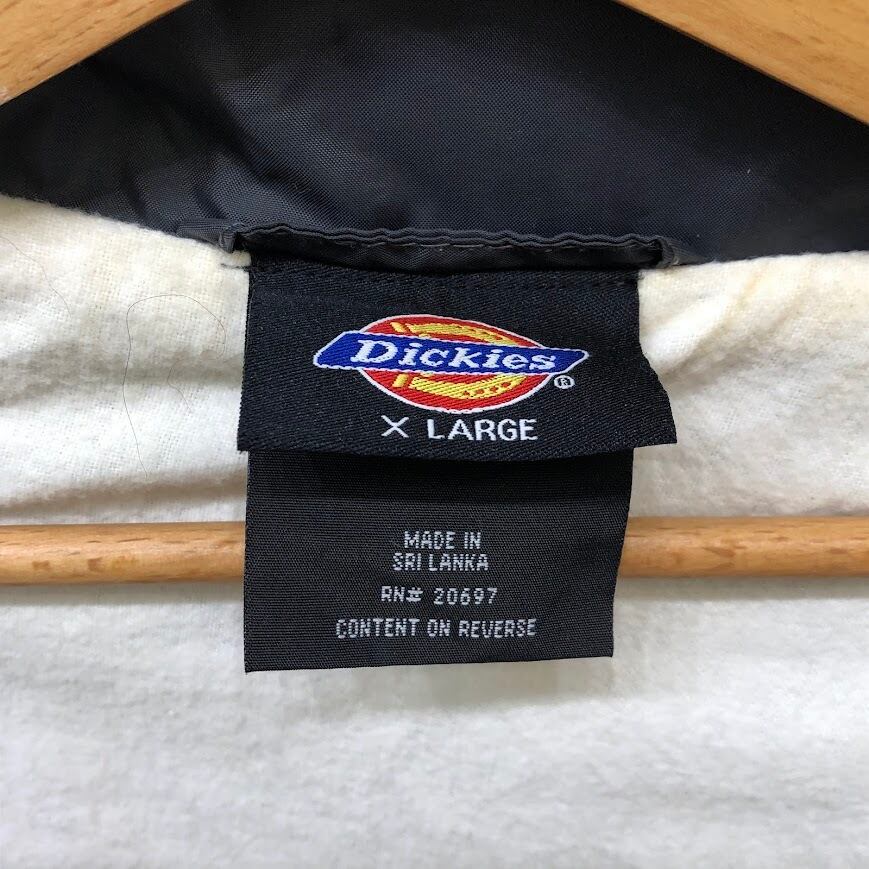 Dickies®
X LARGE
MADE IN
SRI LANKA
RN# 20697
CONTENT ON REVERSE